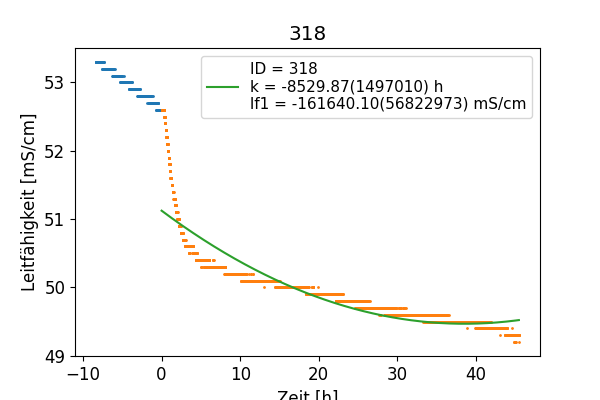 318
ID = 318
k = -8529.87(1497010) h
lf1 = -161640.10(56822973) mS/cm
Leitfähigkeit [mS/cm]
53
52
51
50
49
−10 0 10 20 30 40
Zeit [h]